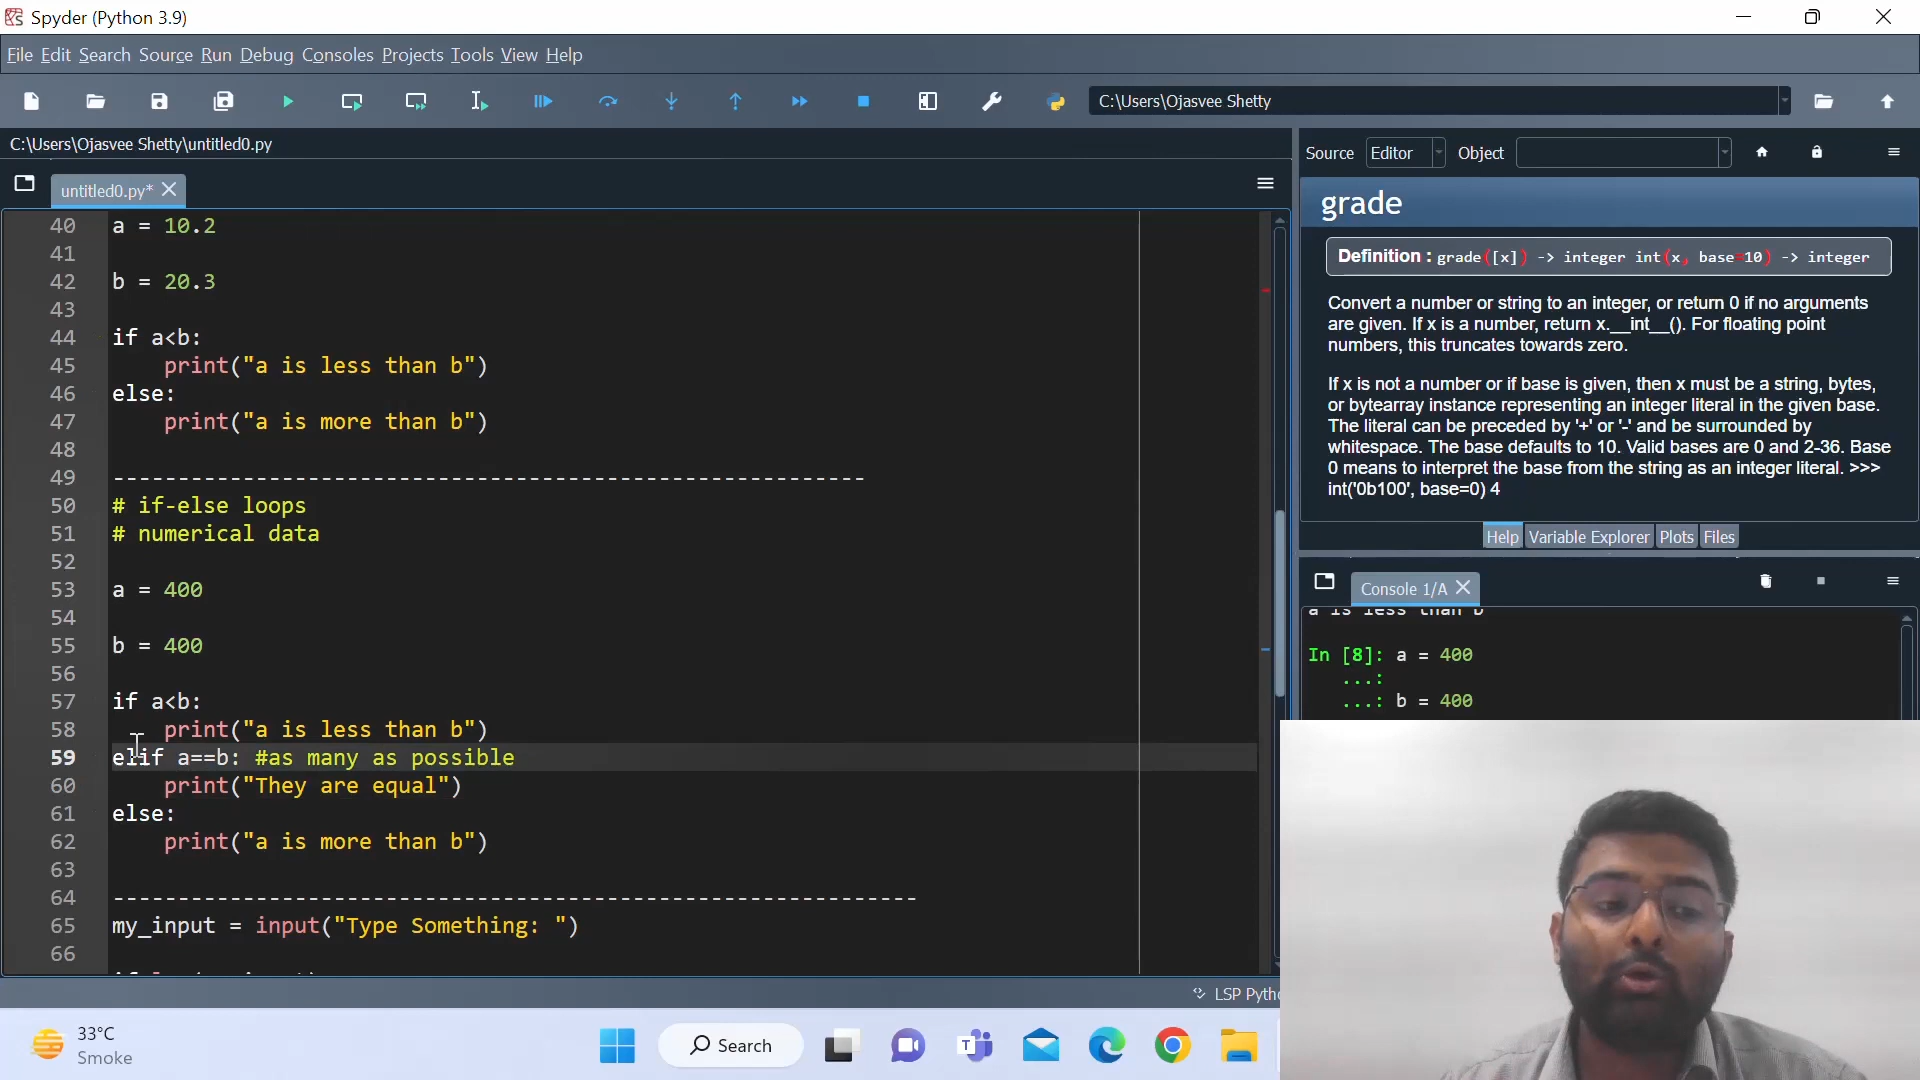 Spyder (Python 3.9)
File Edit Search Source Run Debug Consoles Projects Tools View Help
C:\Users\Ojasvee Shetty
C:\Users\Ojasvee Shetty\untitled0.py
untitled0.py*
40 a = 10.2
41
42 b = 20.3
43
44 if a<b:
45 print("a is less than b")
46 else:
47 print("a is more than b")
48
49 ----------------------------------------------------------
50 # if-else loops
51 # numerical data
52
53 a = 400
54
55 b = 400
56
57 if a<b:
58 print("a is less than b")
59 elif a==b: #as many as possible
60 print("They are equal")
61 else:
62 print("a is more than b")
63
64 --------------------------------------------------------------
65 my_input = input("Type Something: ")
66
Source Editor Object
grade
Definition : grade([x]) -> integer int(x, base=10) -> integer
Convert a number or string to an integer, or return 0 if no arguments
are given. If x is a number, return x.__int__(). For floating point
numbers, this truncates towards zero.
If x is not a number or if base is given, then x must be a string, bytes,
or bytearray instance representing an integer literal in the given base.
The literal can be preceded by '+' or '-' and be surrounded by
whitespace. The base defaults to 10. Valid bases are 0 and 2-36. Base
0 means to interpret the base from the string as an integer literal. >>>
int('0b100', base=0) 4
Help Variable Explorer Plots Files
Console 1/A
a is less than b
In [8]: a = 400
...:
...: b = 400
LSP Pytho
33°C
Smoke
Search